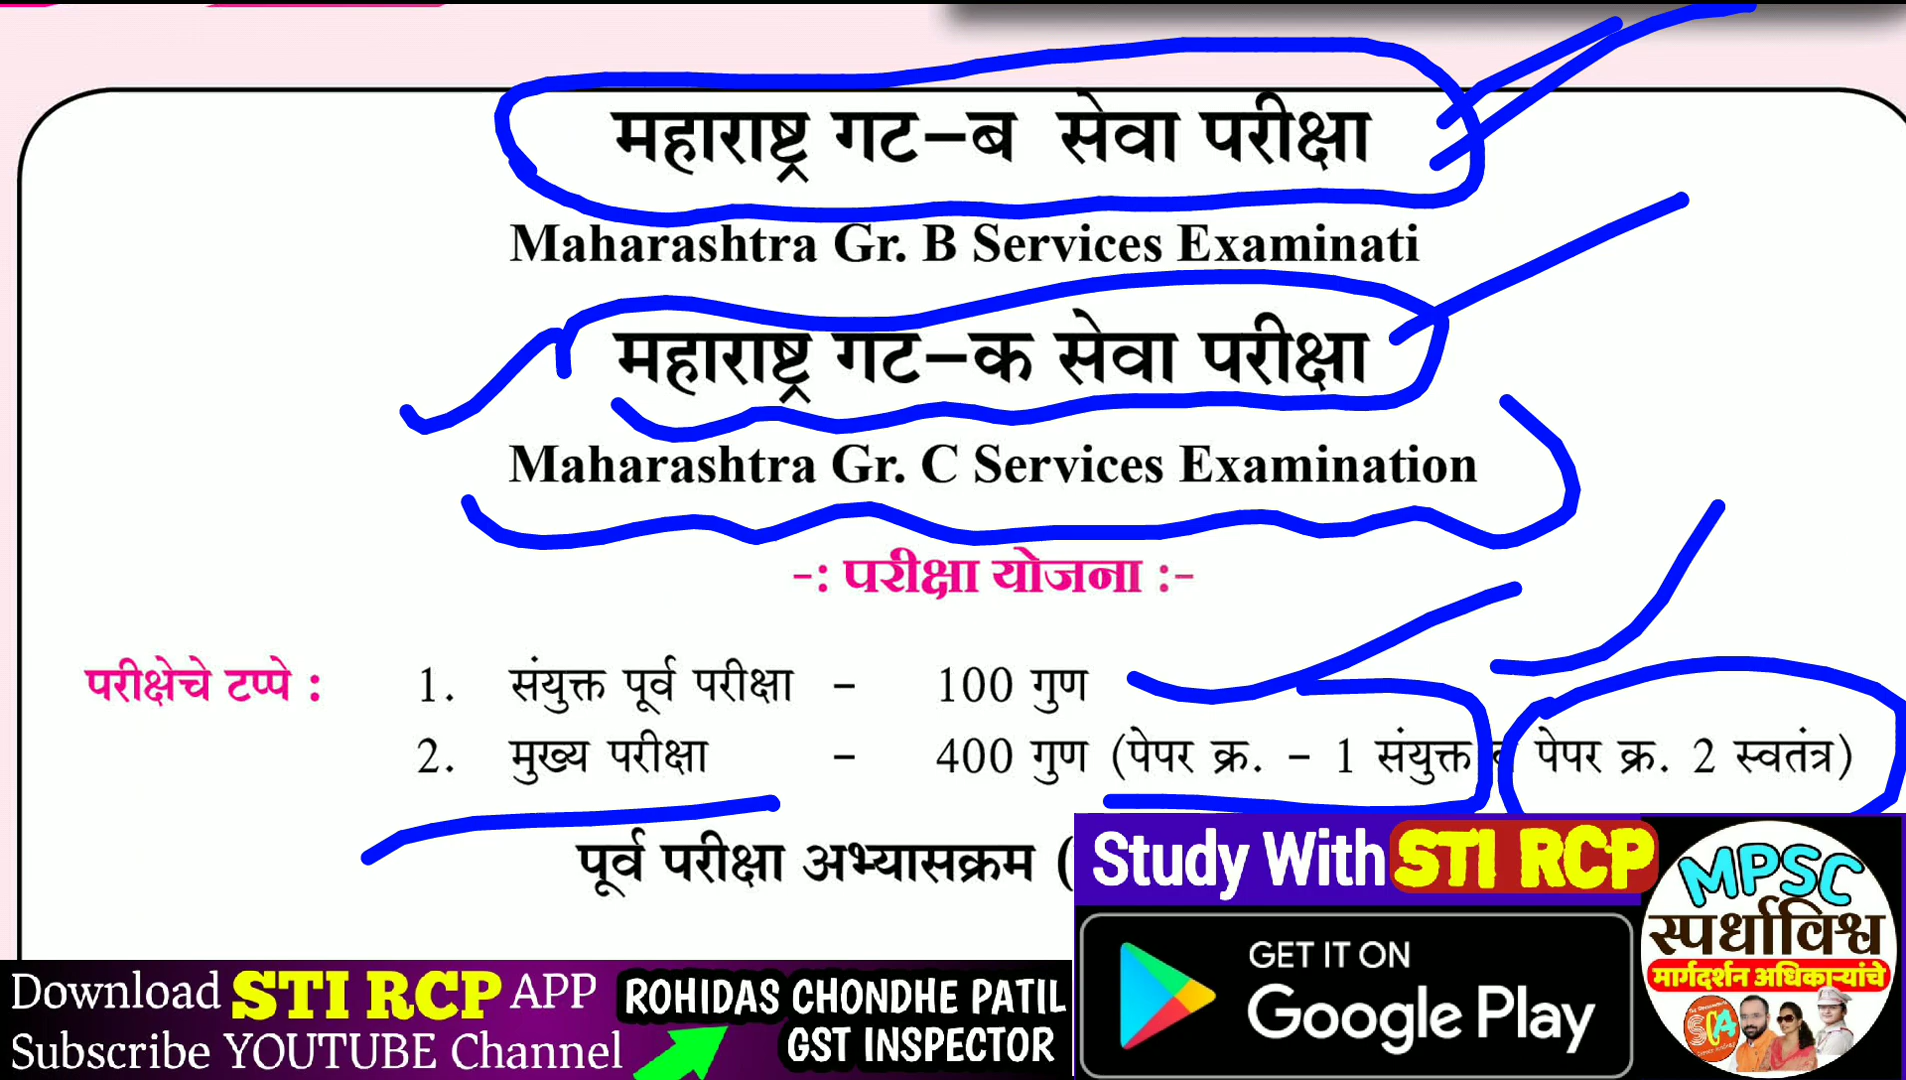 महाराष्ट्र गट–ब सेवा परीक्षा
Maharashtra Gr. B Services Examinati
महाराष्ट्र गट–क सेवा परीक्षा
Maharashtra Gr. C Services Examination
-: परीक्षा योजना :-
परीक्षेचे टप्पे : 1. संयुक्त पूर्व परीक्षा – 100 गुण
2. मुख्य परीक्षा – 400 गुण (पेपर क्र. – 1 संयुक्त पेपर क्र. 2 स्वतंत्र)
पूर्व परीक्षा अभ्यासक्रम (
Study With STI RCP
GET IT ON
Google Play
MPSC
स्पर्धाविश्व
मार्गदर्शन अधिकाऱ्यांचे
Download STI RCP APP
Subscribe YOUTUBE Channel
ROHIDAS CHONDHE PATIL
GST INSPECTOR